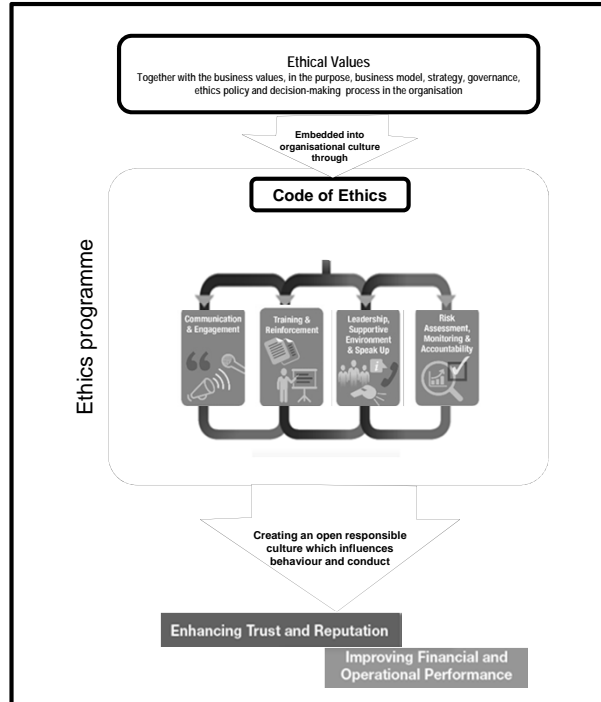 Ethical Values
Together with the business values, in the purpose, business model, strategy, governance,
ethics policy and decision-making process in the organisation
Embedded into
organisational culture
through
Code of Ethics
Ethics programme
Communication
& Engagement
Training &
Reinforcement
Leadership,
Supportive
Environment
& Speak Up
Risk
Assessment,
Monitoring &
Accountability
Creating an open responsible
culture which influences
behaviour and conduct
Enhancing Trust and Reputation
Improving Financial and
Operational Performance